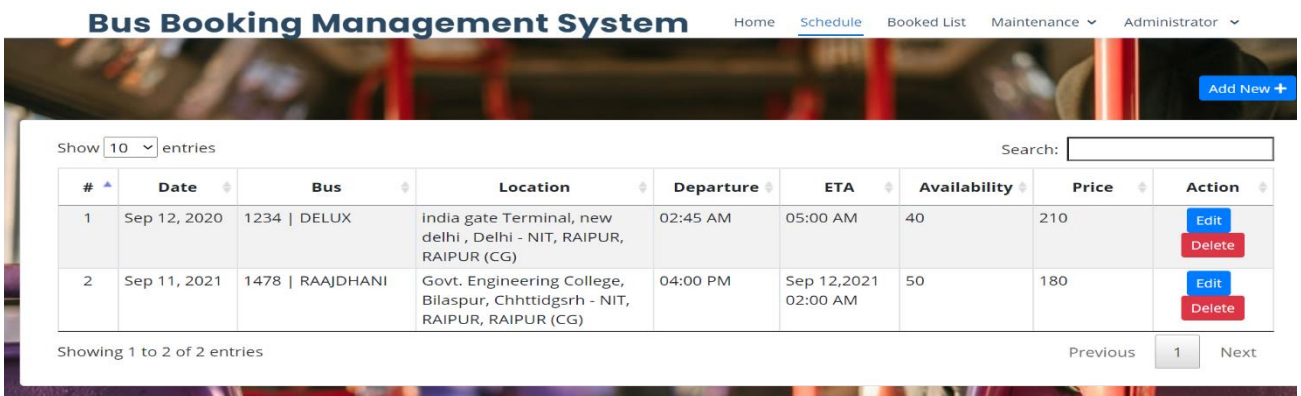 Bus Booking Management System Home Schedule Booked List Maintenance Administrator
Add New +
Show 10 entries Search:
# Date Bus Location Departure ETA Availability Price Action
1 Sep 12, 2020 1234 | DELUX india gate Terminal, new 02:45 AM 05:00 AM 40 210 Edit
delhi , Delhi - NIT, RAIPUR, Delete
RAIPUR (CG)
2 Sep 11, 2021 1478 | RAAJDHANI Govt. Engineering College, 04:00 PM Sep 12,2021 50 180 Edit
Bilaspur, Chhttidgsrh - NIT, 02:00 AM Delete
RAIPUR, RAIPUR (CG)
Showing 1 to 2 of 2 entries Previous 1 Next